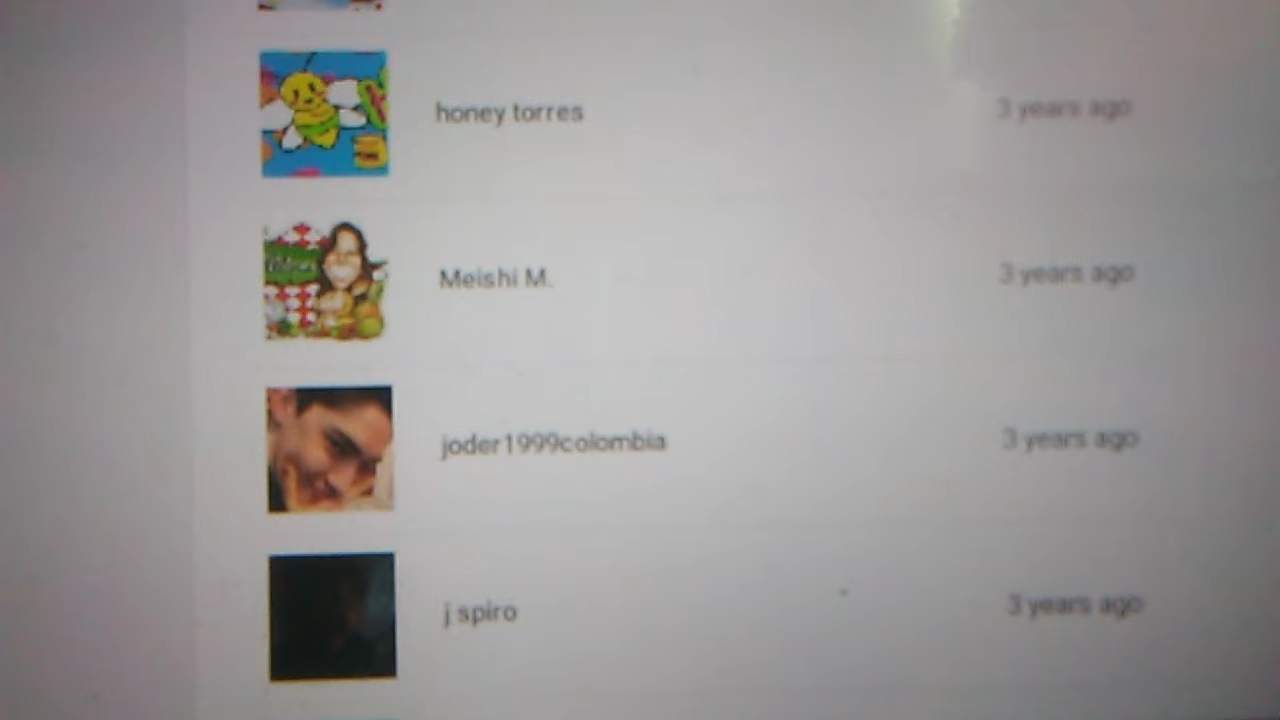 honey torres 3 years ago
Meishi M. 3 years ago
joder1999colombia 3 years ago
j spiro 3 years ago